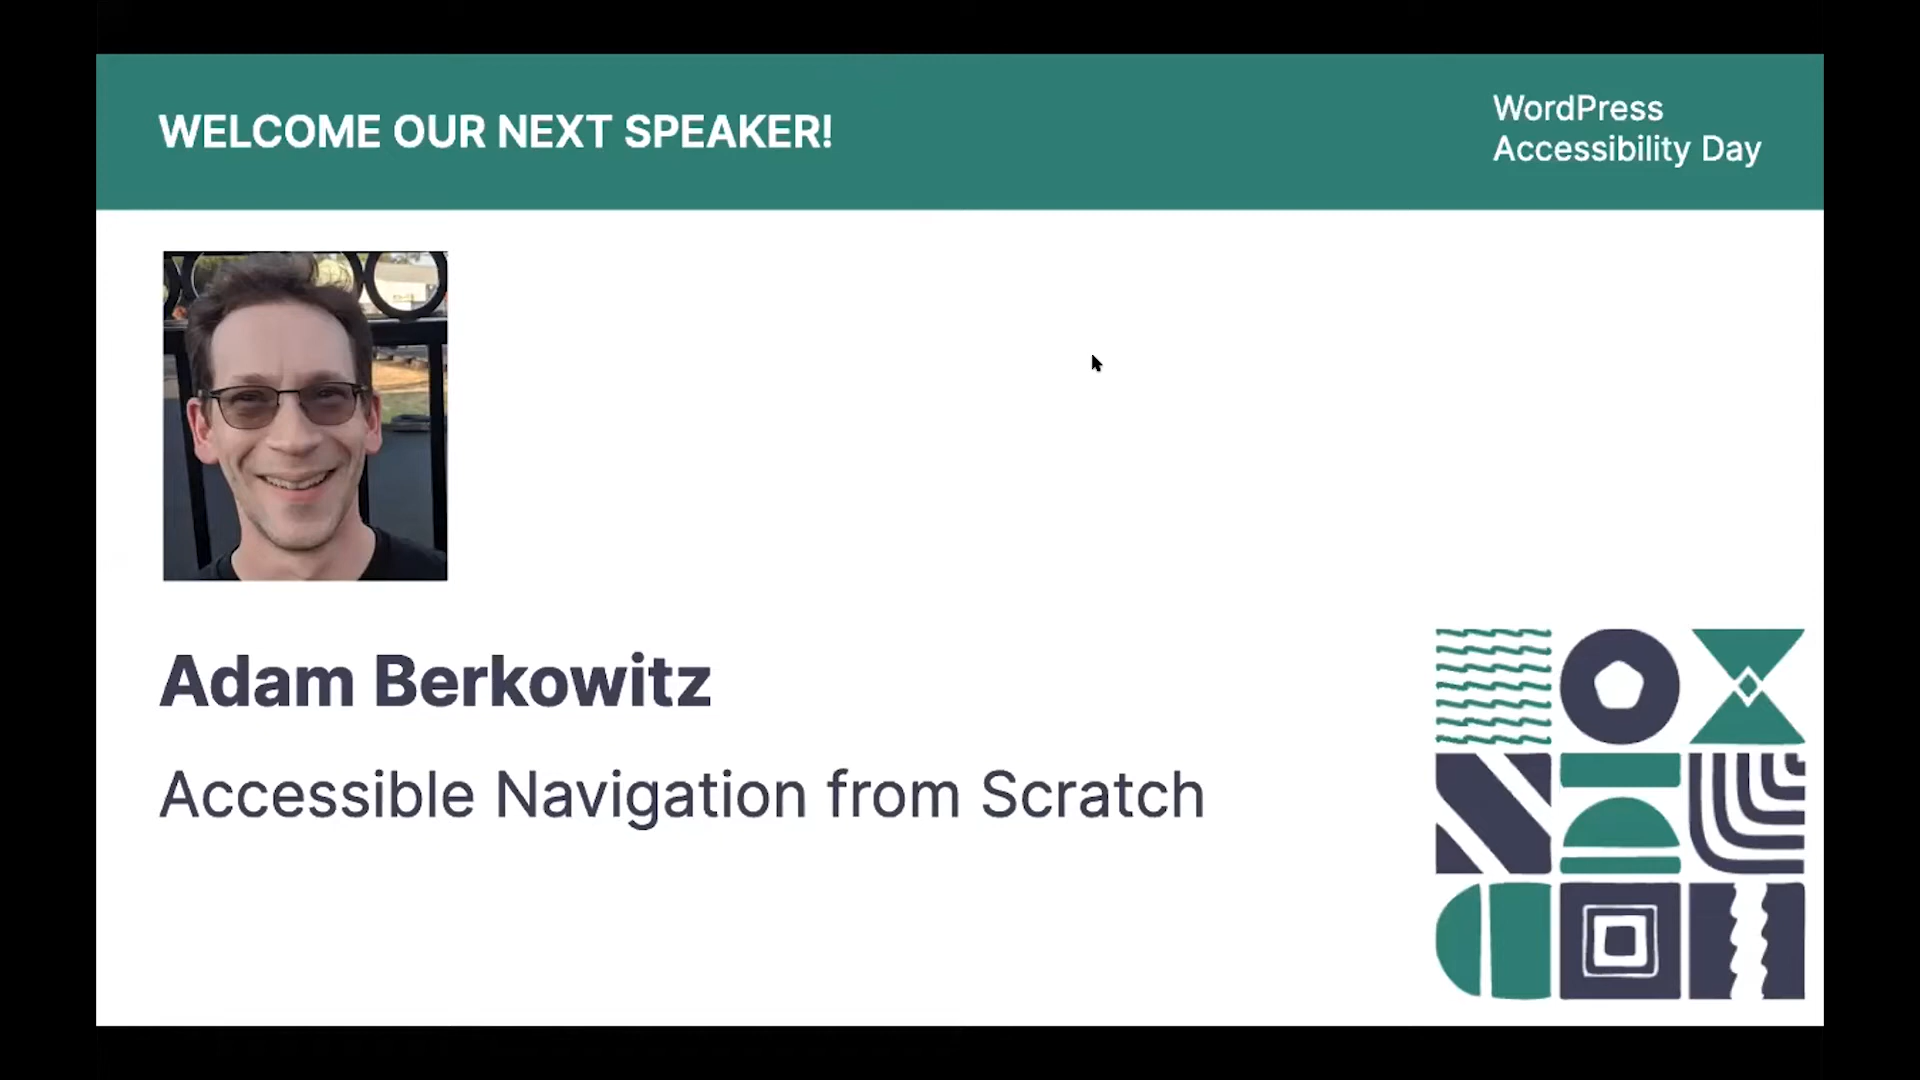 WELCOME OUR NEXT SPEAKER!
WordPress
Accessibility Day
Adam Berkowitz
Accessible Navigation from Scratch